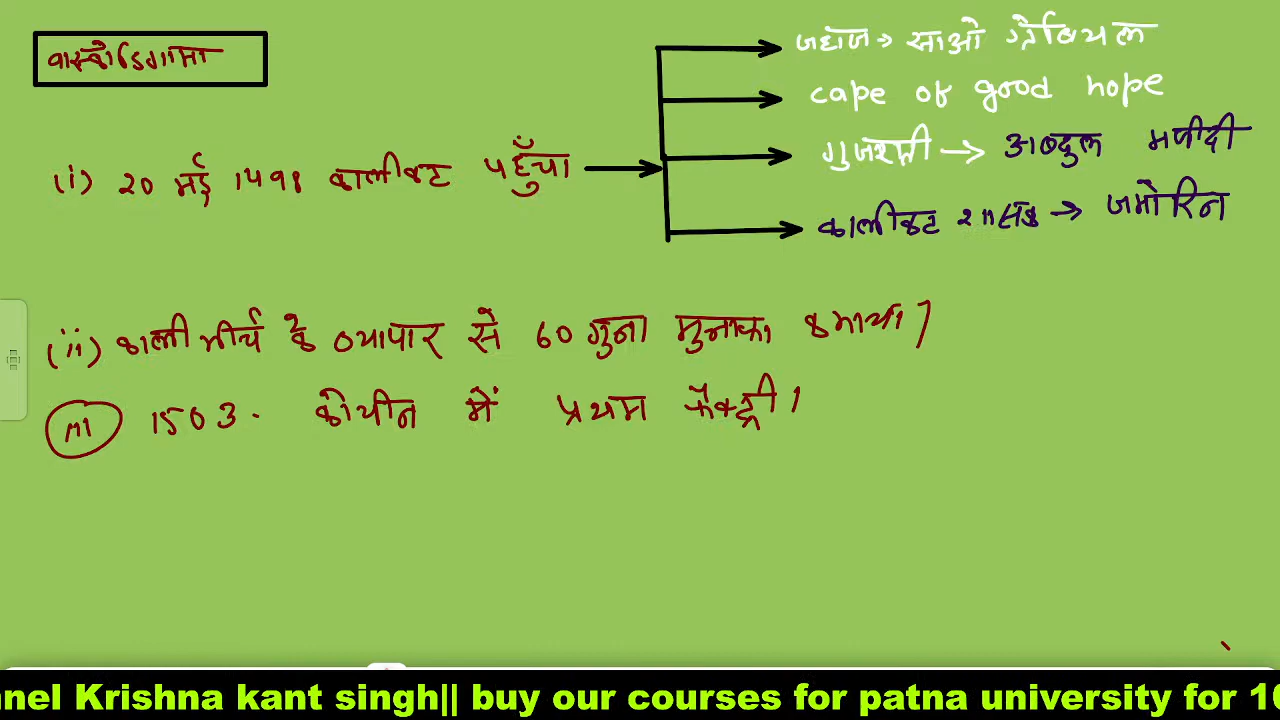 वास्कोडिगामा
जहाज → साओ ग्रैब्रियल
cape of good hope
(i) 20 मई 1498 कालीकट पहुँचा
गुजराती → अब्दुल मजीदी
कालीकट शासक → जमोरिन
(ii) काली मीर्च के व्यापार से 60 गुना मुनाफा कमाया।
(iii) 1503. कोचीन में प्रथम फैक्ट्री।
nnel Krishna kant singh|| buy our courses for patna university for 10